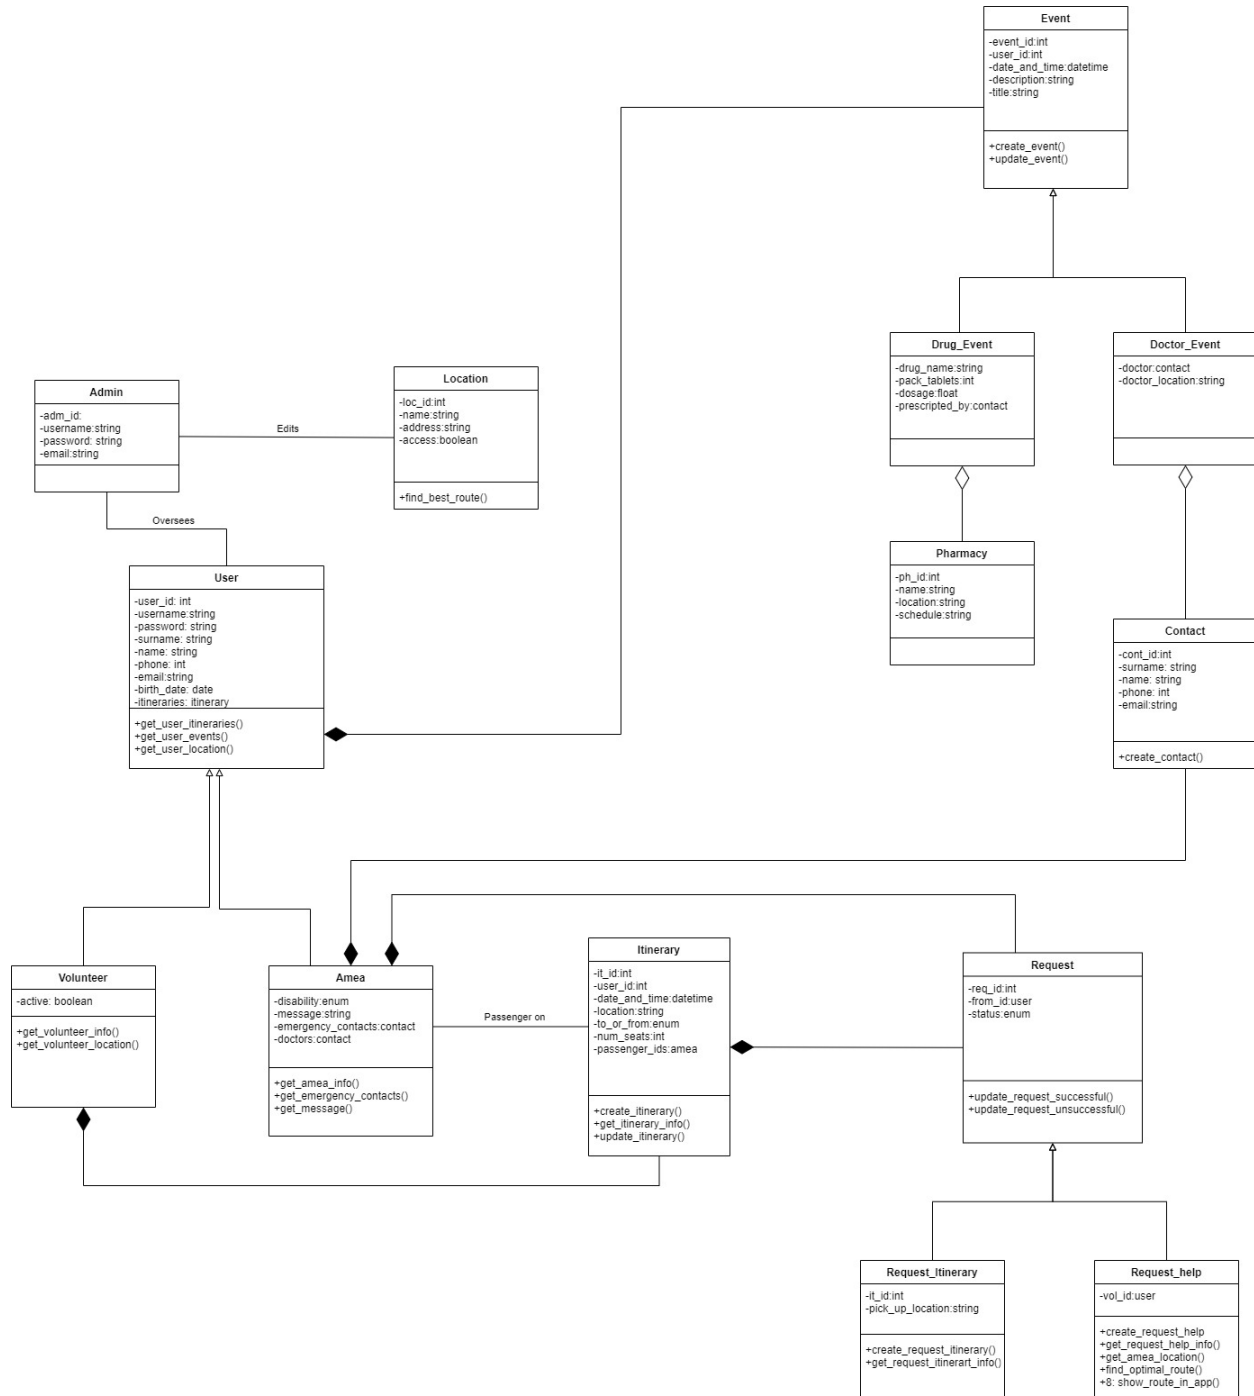 Event
-event_id:int
-user_id:int
-date_and_time:datetime
-description:string
-title:string
+create_event()
+update_event()
Drug_Event
-drug_name:string
-pack_tablets:int
-dosage:float
-prescripted_by:contact
Doctor_Event
-doctor:contact
-doctor_location:string
Admin
-adm_id:
-username:string
-password: string
-email:string
Edits
Location
-loc_id:int
-name:string
-address:string
-access:boolean
+find_best_route()
Oversees
Pharmacy
-ph_id:int
-name:string
-location:string
-schedule:string
User
-user_id: int
-username:string
-password: string
-surname: string
-name: string
-phone: int
-email:string
-birth_date: date
-itineraries: itinerary
+get_user_itineraries()
+get_user_events()
+get_user_location()
Contact
-cont_id:int
-surname: string
-name: string
-phone: int
-email:string
+create_contact()
Volunteer
-active: boolean
+get_volunteer_info()
+get_volunteer_location()
Amea
-disability:enum
-message:string
-emergency_contacts:contact
-doctors:contact
+get_amea_info()
+get_emergency_contacts()
+get_message()
Passenger on
Itinerary
-it_id:int
-user_id:int
-date_and_time:datetime
-location:string
-to_or_from:enum
-num_seats:int
-passenger_ids:amea
+create_itinerary()
+get_itinerary_info()
+update_itinerary()
Request
-req_id:int
-from_id:user
-status:enum
+update_request_successful()
+update_request_unsuccessful()
Request_Itinerary
-it_id:int
-pick_up_location:string
+create_request_itinerary()
+get_request_itinerart_info()
Request_help
-vol_id:user
+create_request_help
+get_request_help_info()
+get_amea_location()
+find_optimal_route()
+8: show_route_in_app()